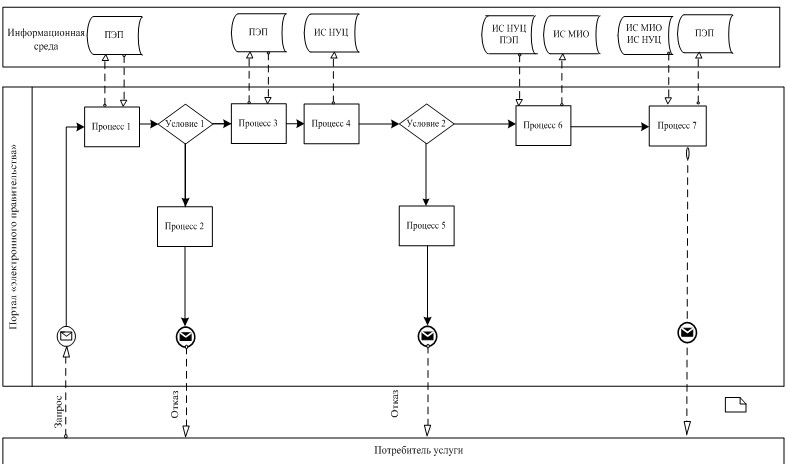 Информационная
среда
ПЭП
ПЭП
ИС НУЦ
ИС НУЦ
ПЭП
ИС МИО
ИС МИО
ИС НУЦ
ПЭП
Портал «электронного правительства»
Процесс 1
Условие 1
Процесс 3
Процесс 4
Условие 2
Процесс 6
Процесс 7
Процесс 2
Процесс 5
Запрос
Отказ
Отказ
Потребитель услуги